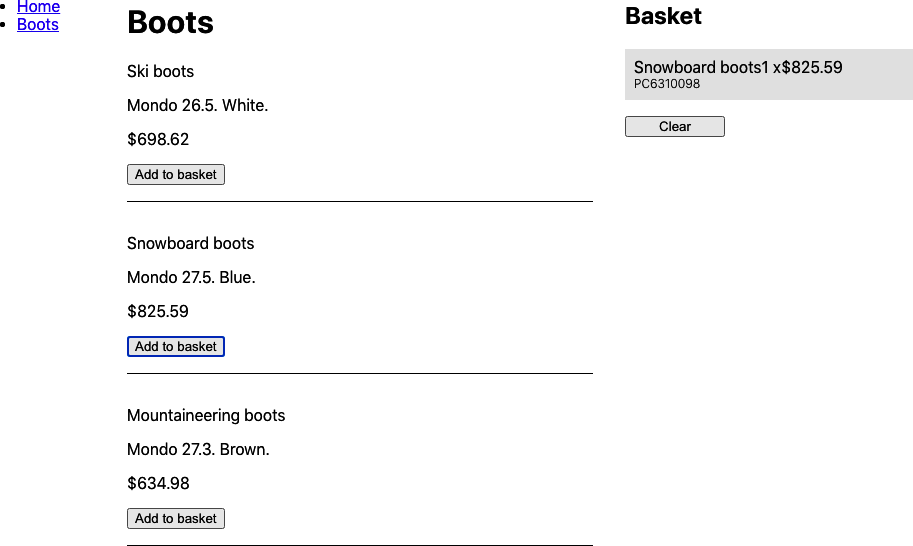 Home
Boots
Boots
Ski boots
Mondo 26.5. White.
$698.62
Add to basket
Snowboard boots
Mondo 27.5. Blue.
$825.59
Add to basket
Mountaineering boots
Mondo 27.3. Brown.
$634.98
Add to basket
Basket
Snowboard boots1 x$825.59
PC6310098
Clear